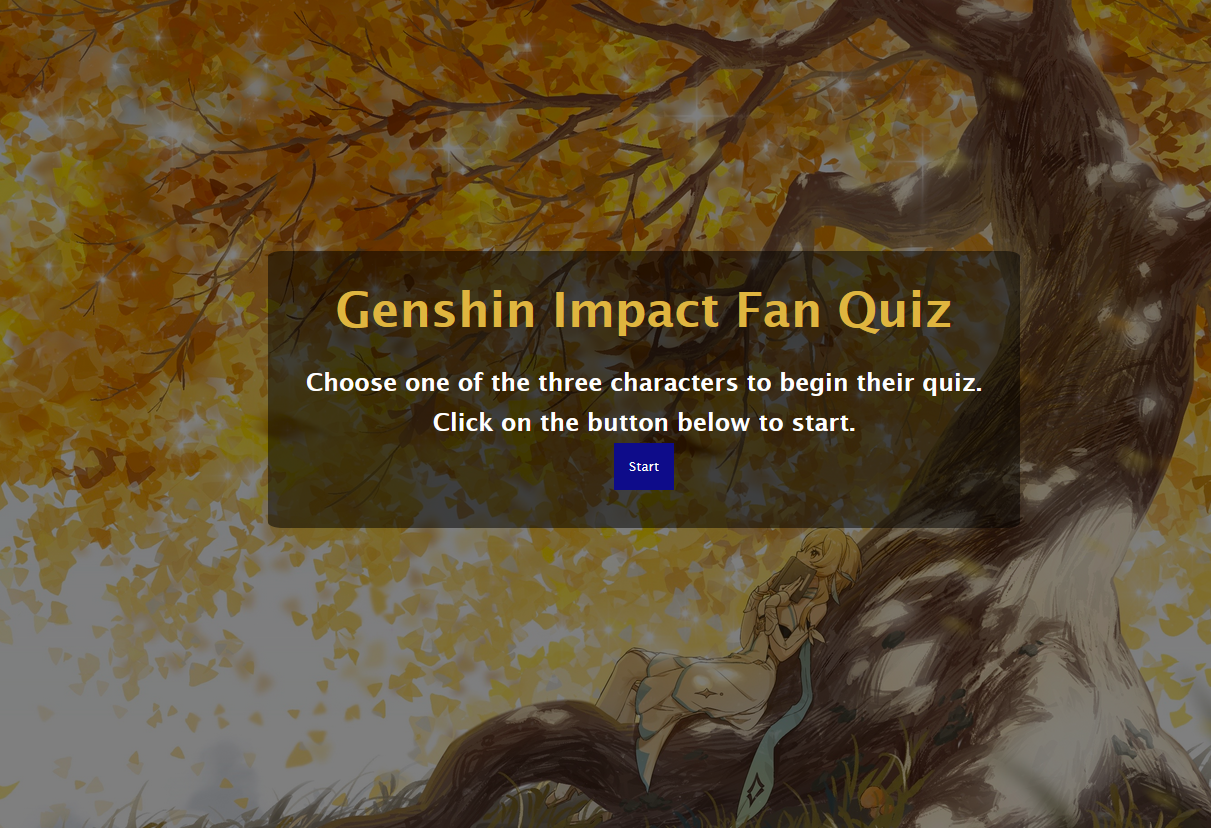 Genshin Impact Fan Quiz
Choose one of the three characters to begin their quiz.
Click on the button below to start.
Start